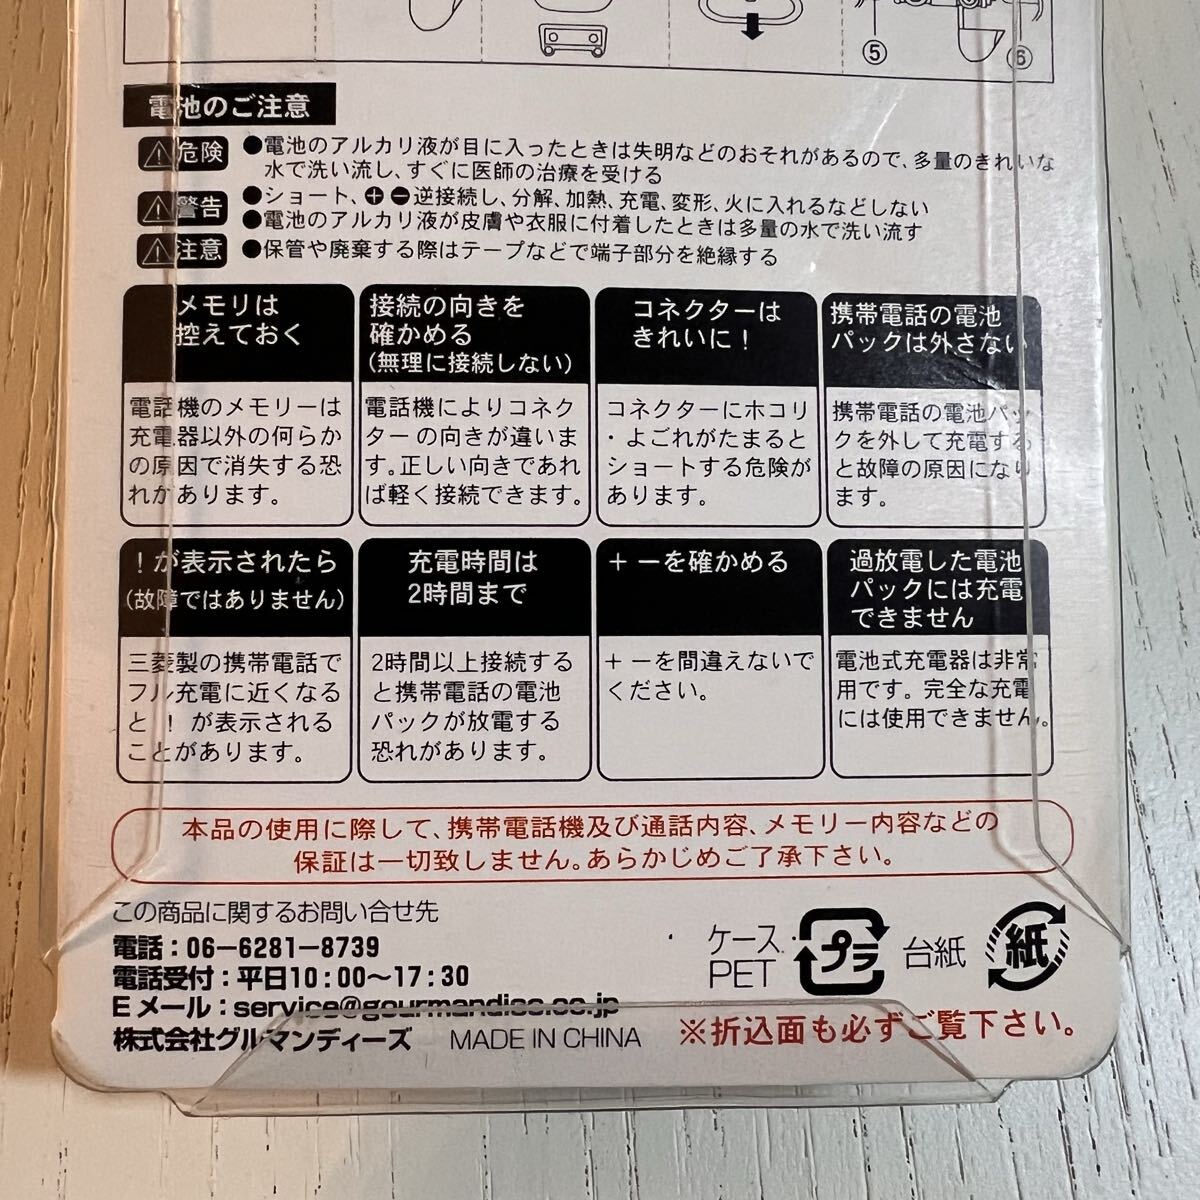 ⑤
⑥
電池のご注意
危険
●電池のアルカリ液が目に入ったときは失明などのおそれがあるので、多量のきれいな
水で洗い流し、すぐに医師の治療を受ける
警告
●ショート、⊕⊖逆接続し、分解、加熱、充電、変形、火に入れるなどしない
●電池のアルカリ液が皮膚や衣服に付着したときは多量の水で洗い流す
注意
●保管や廃棄する際はテープなどで端子部分を絶縁する
メモリは
控えておく
電話機のメモリーは
充電器以外の何らか
の原因で消失する恐
れがあります。
接続の向きを
確かめる
(無理に接続しない)
電話機によりコネク
ターの向きが違いま
す。正しい向きであれ
ば軽く接続できます。
コネクターは
きれいに！
コネクターにホコリ
・よごれがたまると
ショートする危険が
あります。
携帯電話の電池
パックは外さない
携帯電話の電池パッ
クを外して充電する
と故障の原因になり
ます。
！が表示されたら
(故障ではありません)
三菱製の携帯電話で
フル充電に近くなる
と ！ が表示される
ことがあります。
充電時間は
2時間まで
2時間以上接続する
と携帯電話の電池
パックが放電する
恐れがあります。
＋－を確かめる
＋－を間違えないで
ください。
過放電した電池
パックには充電
できません
電池式充電器は非常
用です。完全な充電
には使用できません。
本品の使用に際して、携帯電話機及び通話内容、メモリー内容などの
保証は一切致しません。あらかじめご了承下さい。
この商品に関するお問い合せ先
電話：06-6281-8739
電話受付：平日10：00～17：30
Eメール：service@gourmandise.co.jp
株式会社グルマンディーズ MADE IN CHINA
ケース
PET
プラ
台紙
紙
※折込面も必ずご覧下さい。